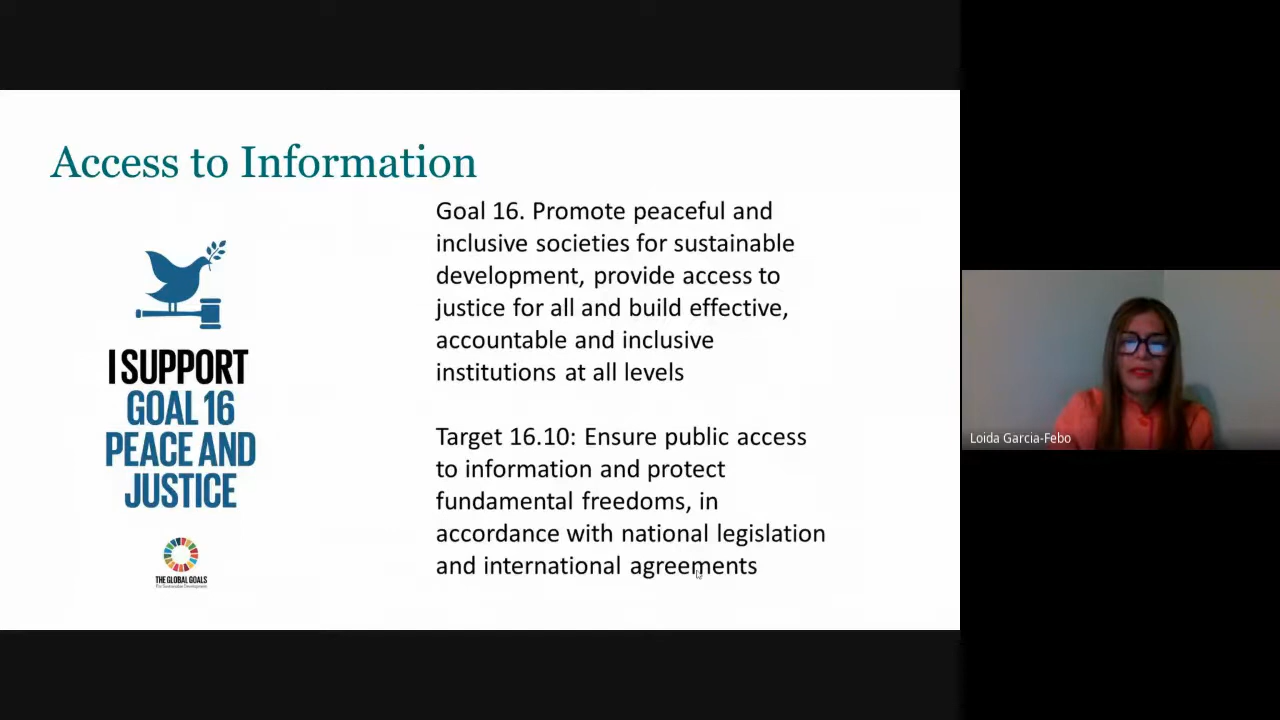 Access to Information
I SUPPORT
GOAL 16
PEACE AND
JUSTICE
THE GLOBAL GOALS
For Sustainable Development
Goal 16. Promote peaceful and
inclusive societies for sustainable
development, provide access to
justice for all and build effective,
accountable and inclusive
institutions at all levels
Target 16.10: Ensure public access
to information and protect
fundamental freedoms, in
accordance with national legislation
and international agreements
Loida Garcia-Febo